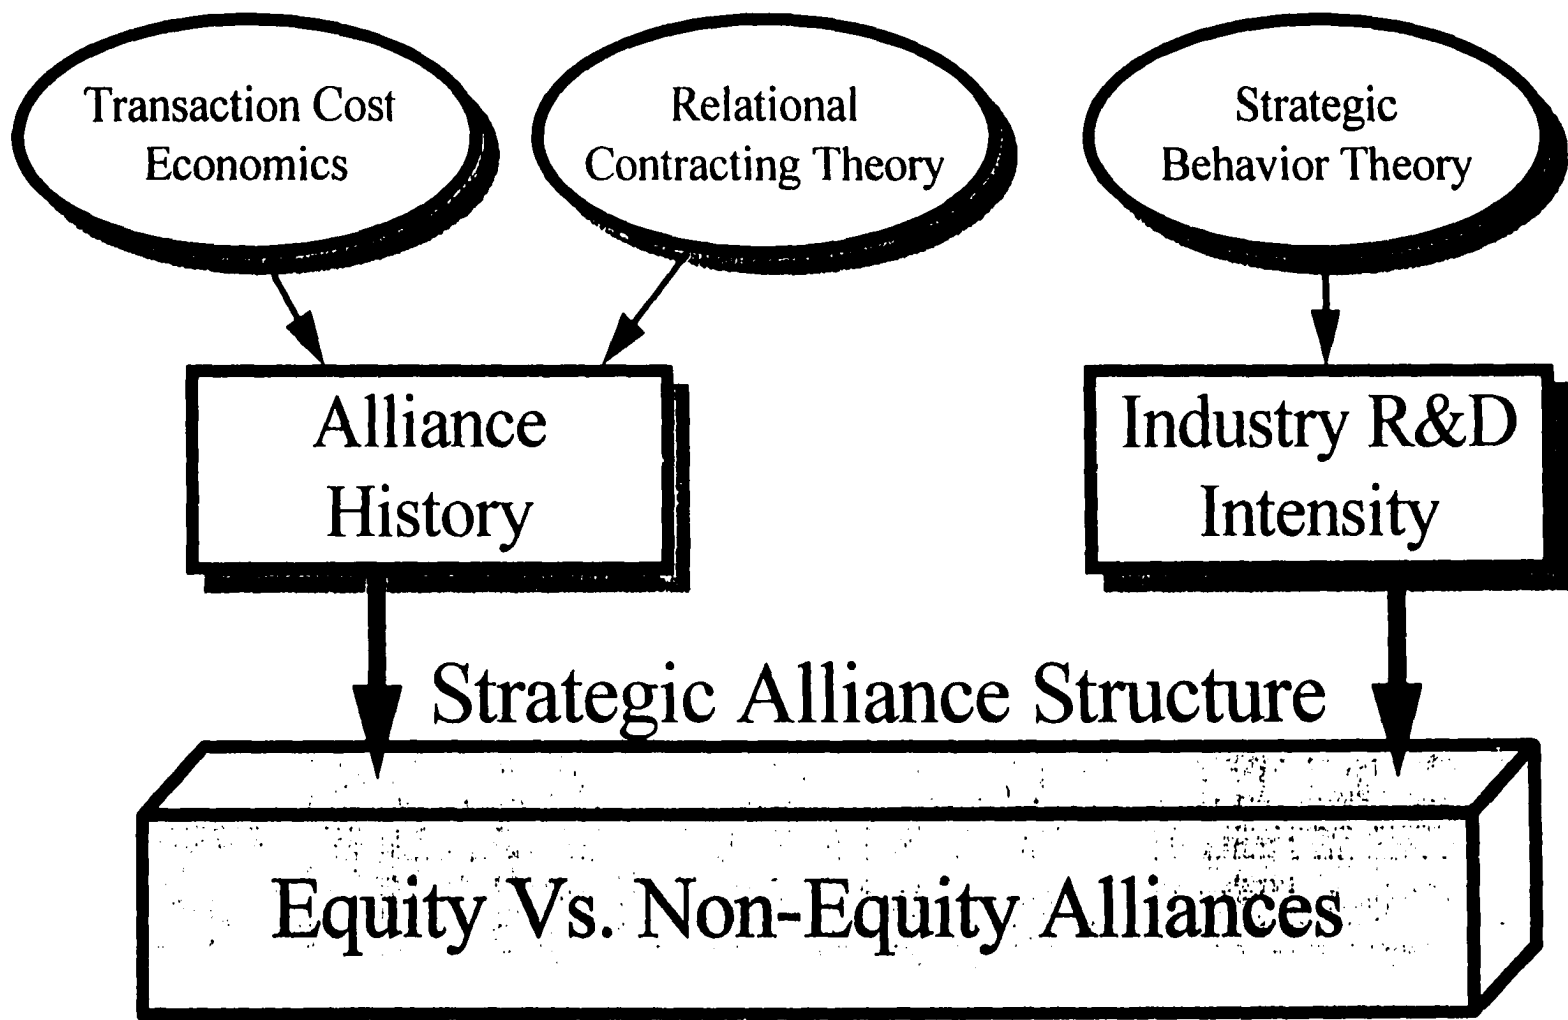 Transaction Cost
Economics
Relational
Contracting Theory
Strategic
Behavior Theory
Alliance
History
Industry R&D
Intensity
Strategic Alliance Structure
Equity Vs. Non-Equity Alliances